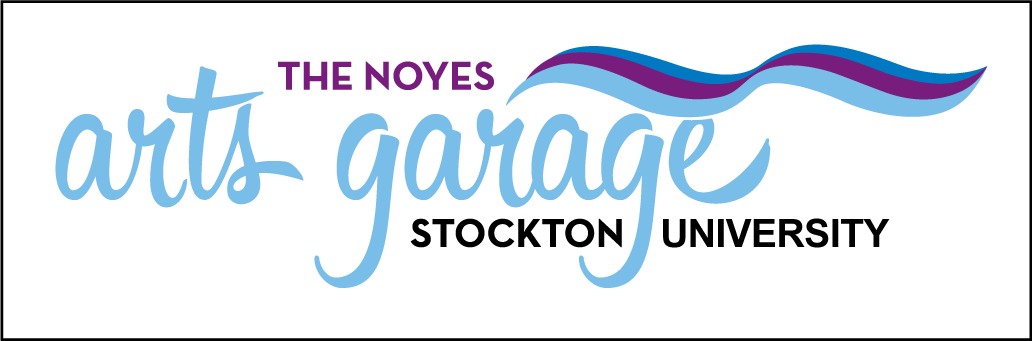 THE NOYES
arts garage
STOCKTON UNIVERSITY